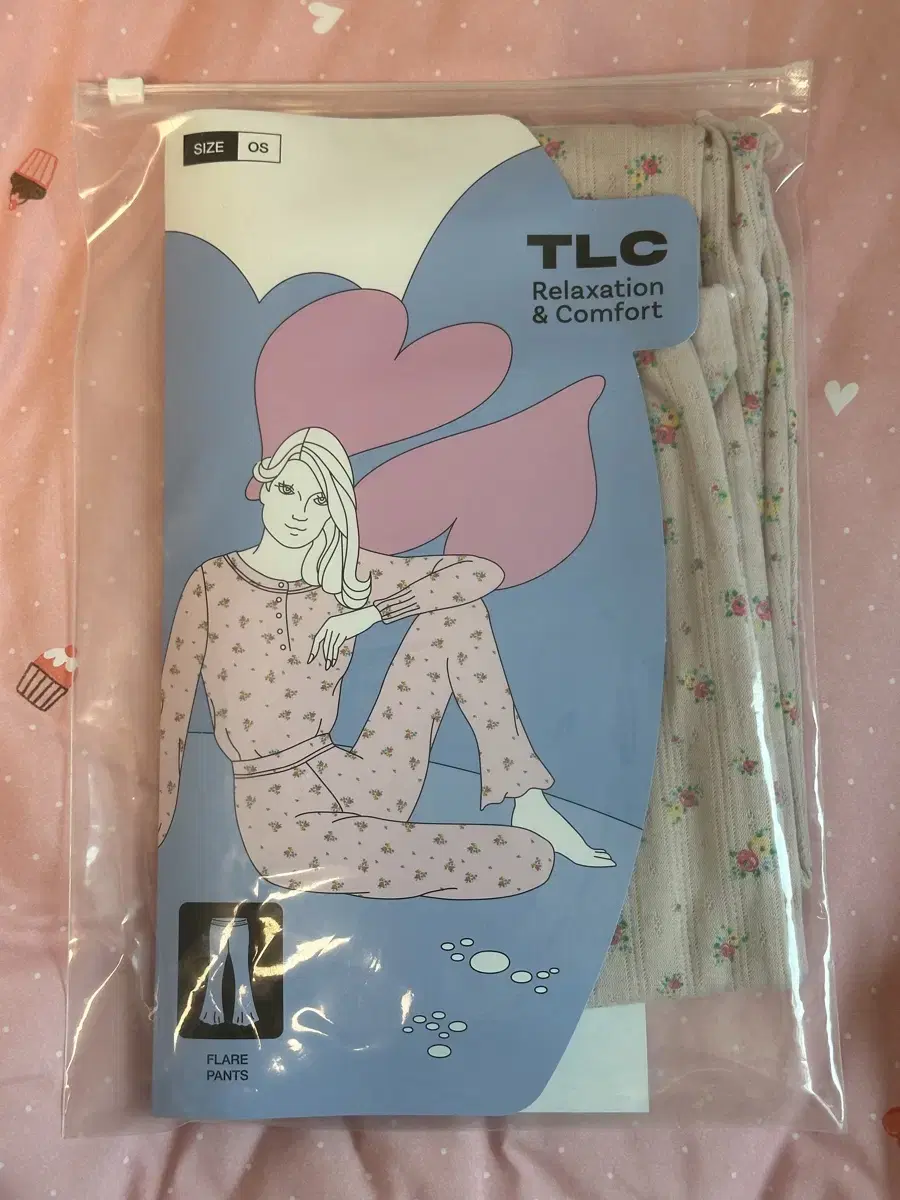 SIZE OS
TLC
Relaxation
& Comfort
FLARE
PANTS